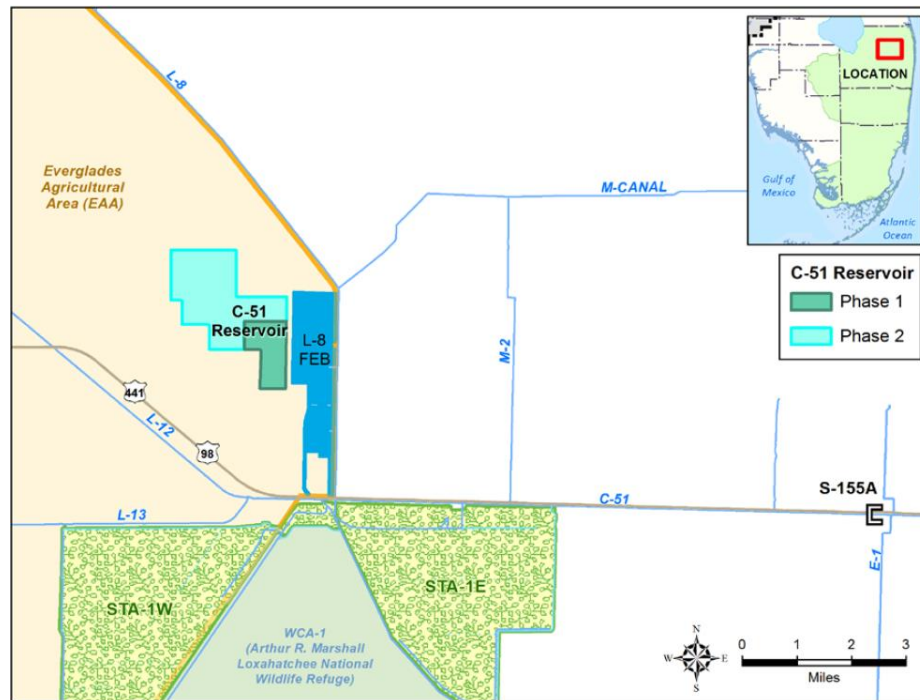 L-8
Everglades
Agricultural
Area (EAA)
M-CANAL
LOCATION
Gulf of
Mexico
Atlantic
Ocean
C-51 Reservoir
Phase 1
Phase 2
C-51
Reservoir
L-8
FEB
M-2
441
L-12
98
C-51
S-155A
L-13
E-1
STA-1W
STA-1E
WCA-1
(Arthur R. Marshall
Loxahatchee National
Wildlife Refuge)
N
W E
S
0 1 2 3
Miles